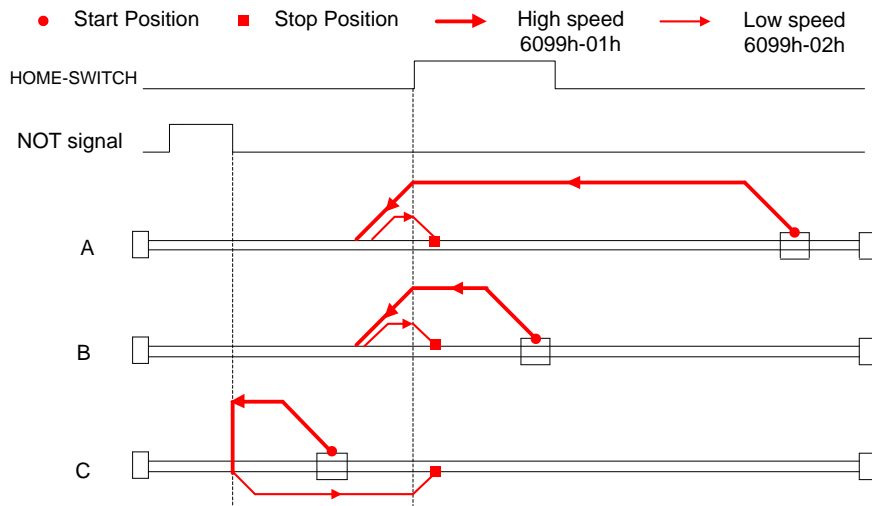 Start Position
Stop Position
High speed
6099h-01h
Low speed
6099h-02h
HOME-SWITCH
NOT signal
A
B
C